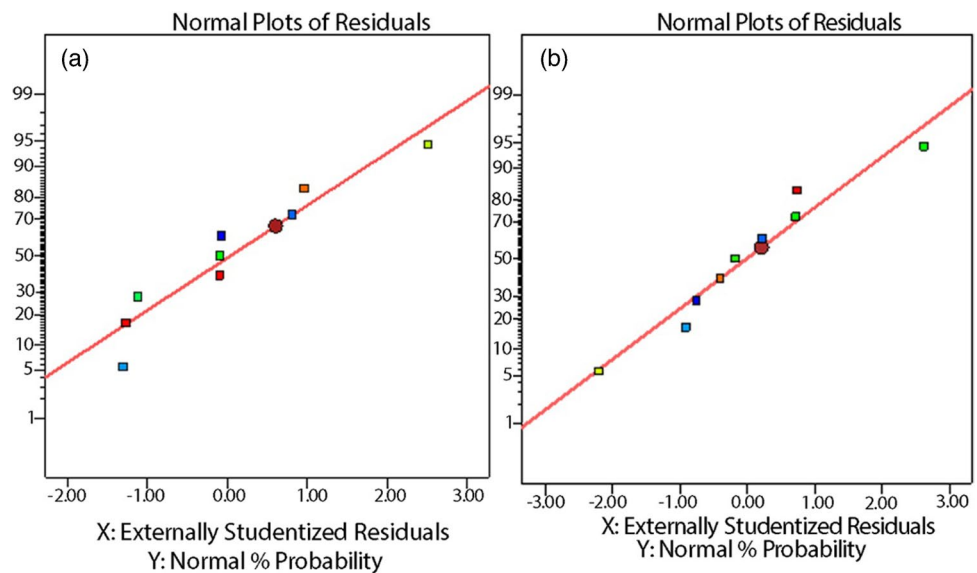 Normal Plots of Residuals
(a)
99
95
90
80
70
50
30
20
10
5
1
-2.00 -1.00 0.00 1.00 2.00 3.00
X: Externally Studentized Residuals
Y: Normal % Probability
Normal Plots of Residuals
(b)
99
95
90
80
70
50
30
20
10
5
1
-3.00 -2.00 -1.00 0.00 1.00 2.00 3.00
X: Externally Studentized Residuals
Y: Normal % Probability